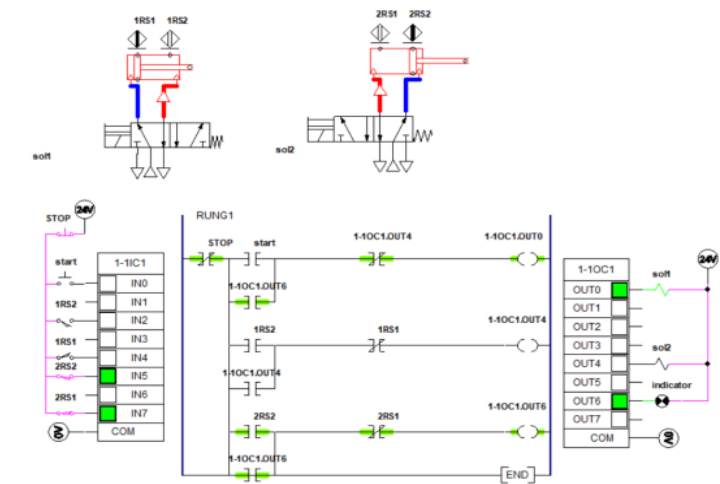 1RS1 1RS2
2RS1 2RS2
sol1
sol2
STOP
24V
start
1-1IC1
IN0
1RS2
IN1
IN2
1RS1
IN3
IN4
2RS2
IN5
2RS1
IN6
IN7
0V
COM
RUNG1
STOP start 1-1OC1.OUT4 1-1OC1.OUT0
1-1OC1.OUT6
1RS2 1RS1 1-1OC1.OUT4
1-1OC1.OUT4
2RS2 2RS1 1-1OC1.OUT6
1-1OC1.OUT6
END
24V
1-1OC1
sol1
OUT0
OUT1
OUT2
OUT3
sol2
OUT4
OUT5
indicator
OUT6
OUT7
COM
0V